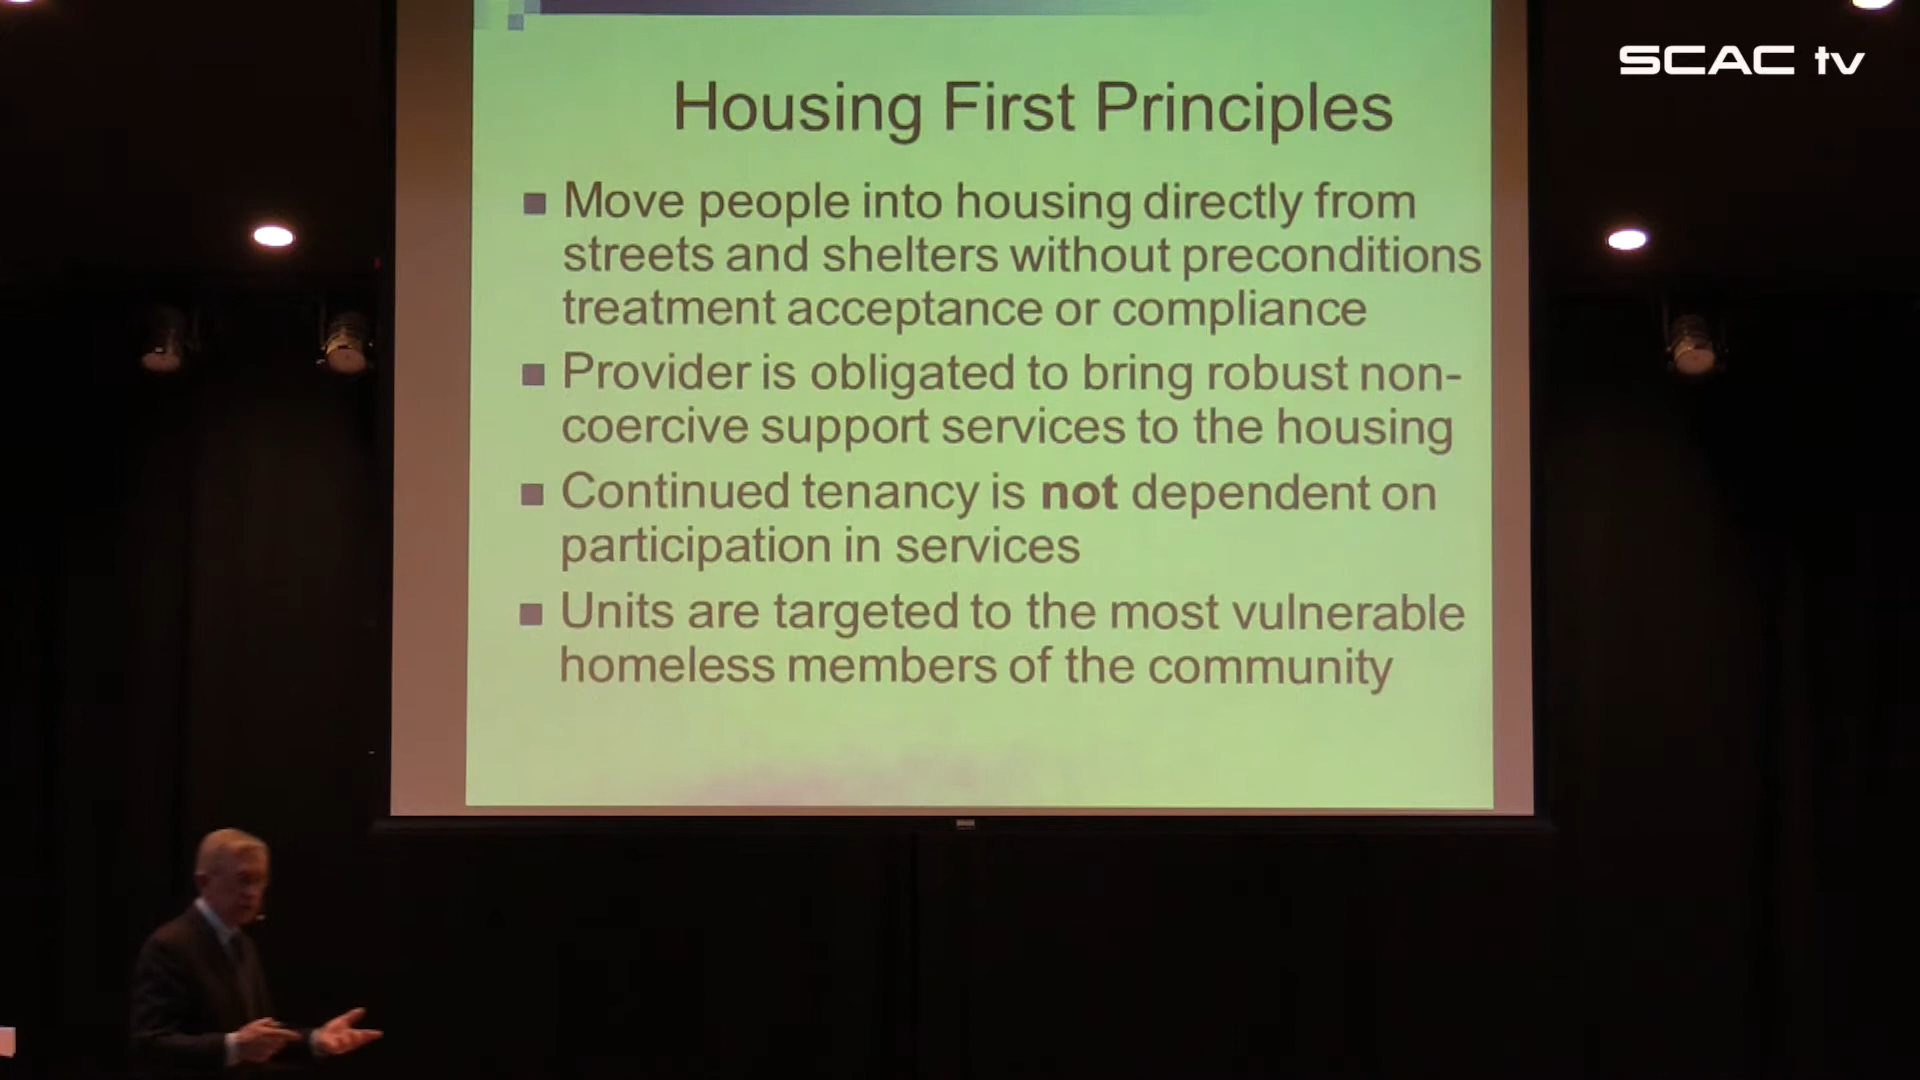 SCAC tv
Housing First Principles
Move people into housing directly from
streets and shelters without preconditions
treatment acceptance or compliance
Provider is obligated to bring robust non-
coercive support services to the housing
Continued tenancy is not dependent on
participation in services
Units are targeted to the most vulnerable
homeless members of the community